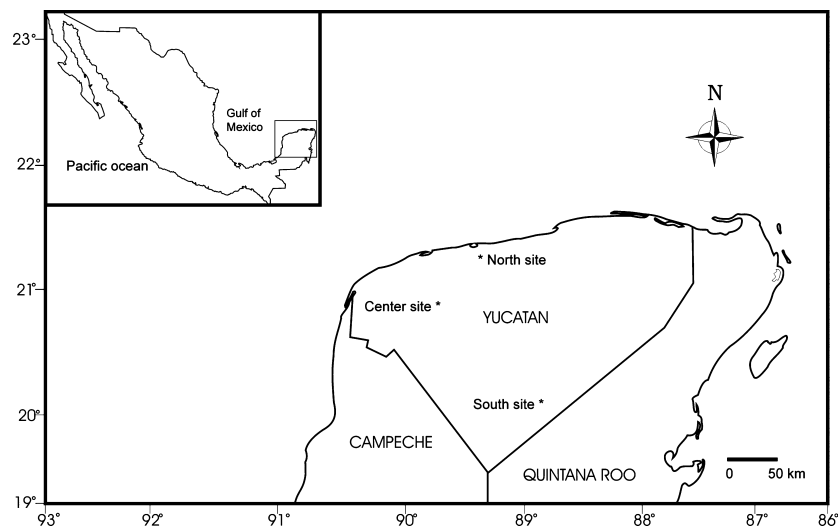 23°
Gulf of
Mexico
N
22°
Pacific ocean
* North site
21°
Center site *
YUCATAN
South site *
20°
CAMPECHE
QUINTANA ROO
0 50 km
19°
93° 92° 91° 90° 89° 88° 87° 86°